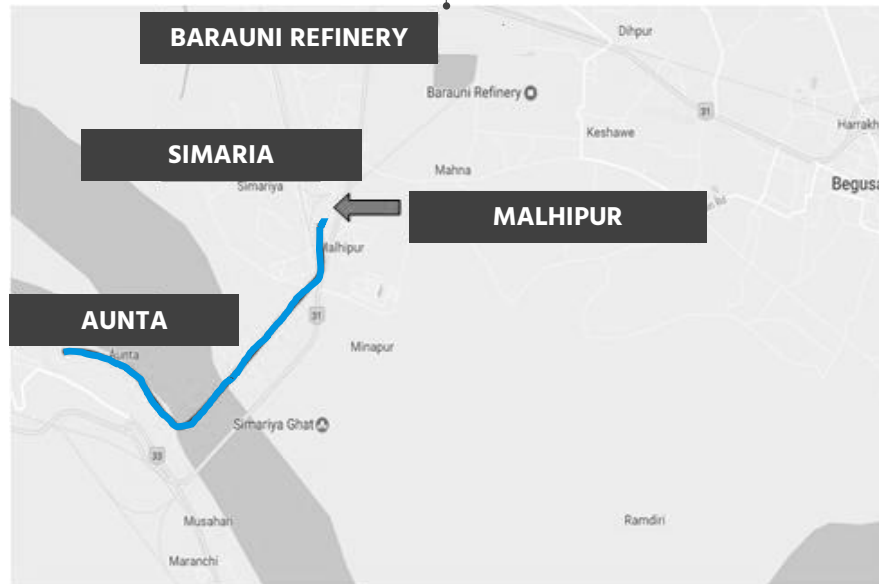 BARAUNI REFINERY
Dihpur
Barauni Refinery
31
Harrakh
Keshawe
SIMARIA
Mahna
Simariya
Begusa
MALHIPUR
Malhipur
31
AUNTA
Aunta
Minapur
Simariya Ghat
33
Musahari
Ramdiri
Maranchi